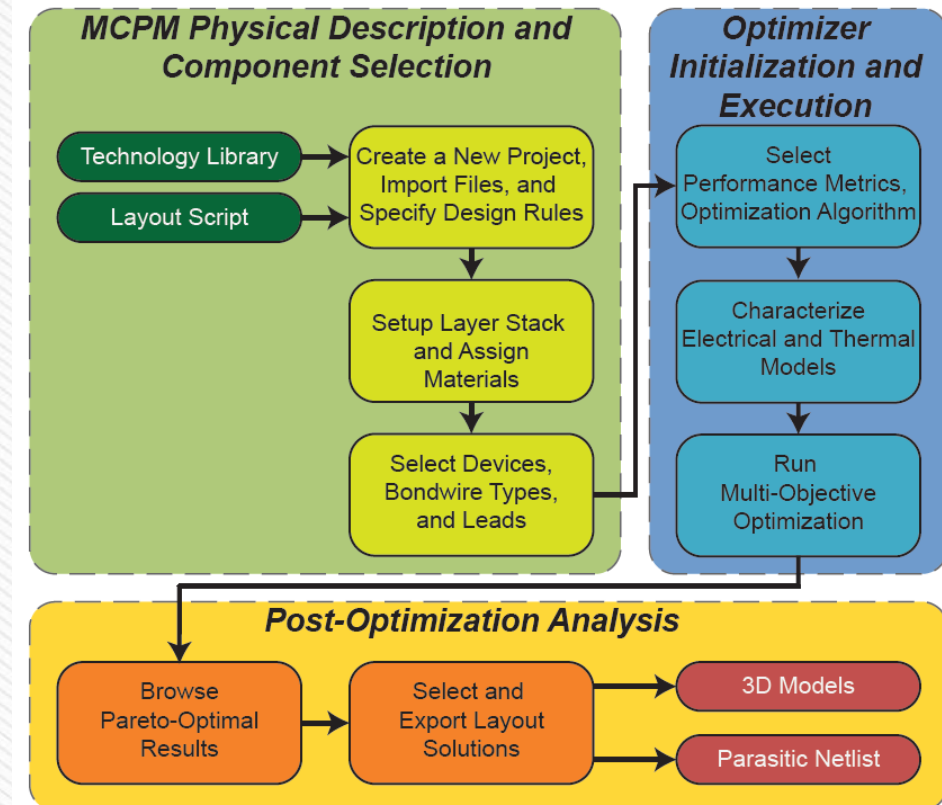 MCPM Physical Description and
Component Selection
Technology Library
Layout Script
Create a New Project,
Import Files, and
Specify Design Rules
Setup Layer Stack
and Assign
Materials
Select Devices,
Bondwire Types,
and Leads
Optimizer
Initialization and
Execution
Select
Performance Metrics,
Optimization Algorithm
Characterize
Electrical and Thermal
Models
Run
Multi-Objective
Optimization
Post-Optimization Analysis
Browse
Pareto-Optimal
Results
Select and
Export Layout
Solutions
3D Models
Parasitic Netlist